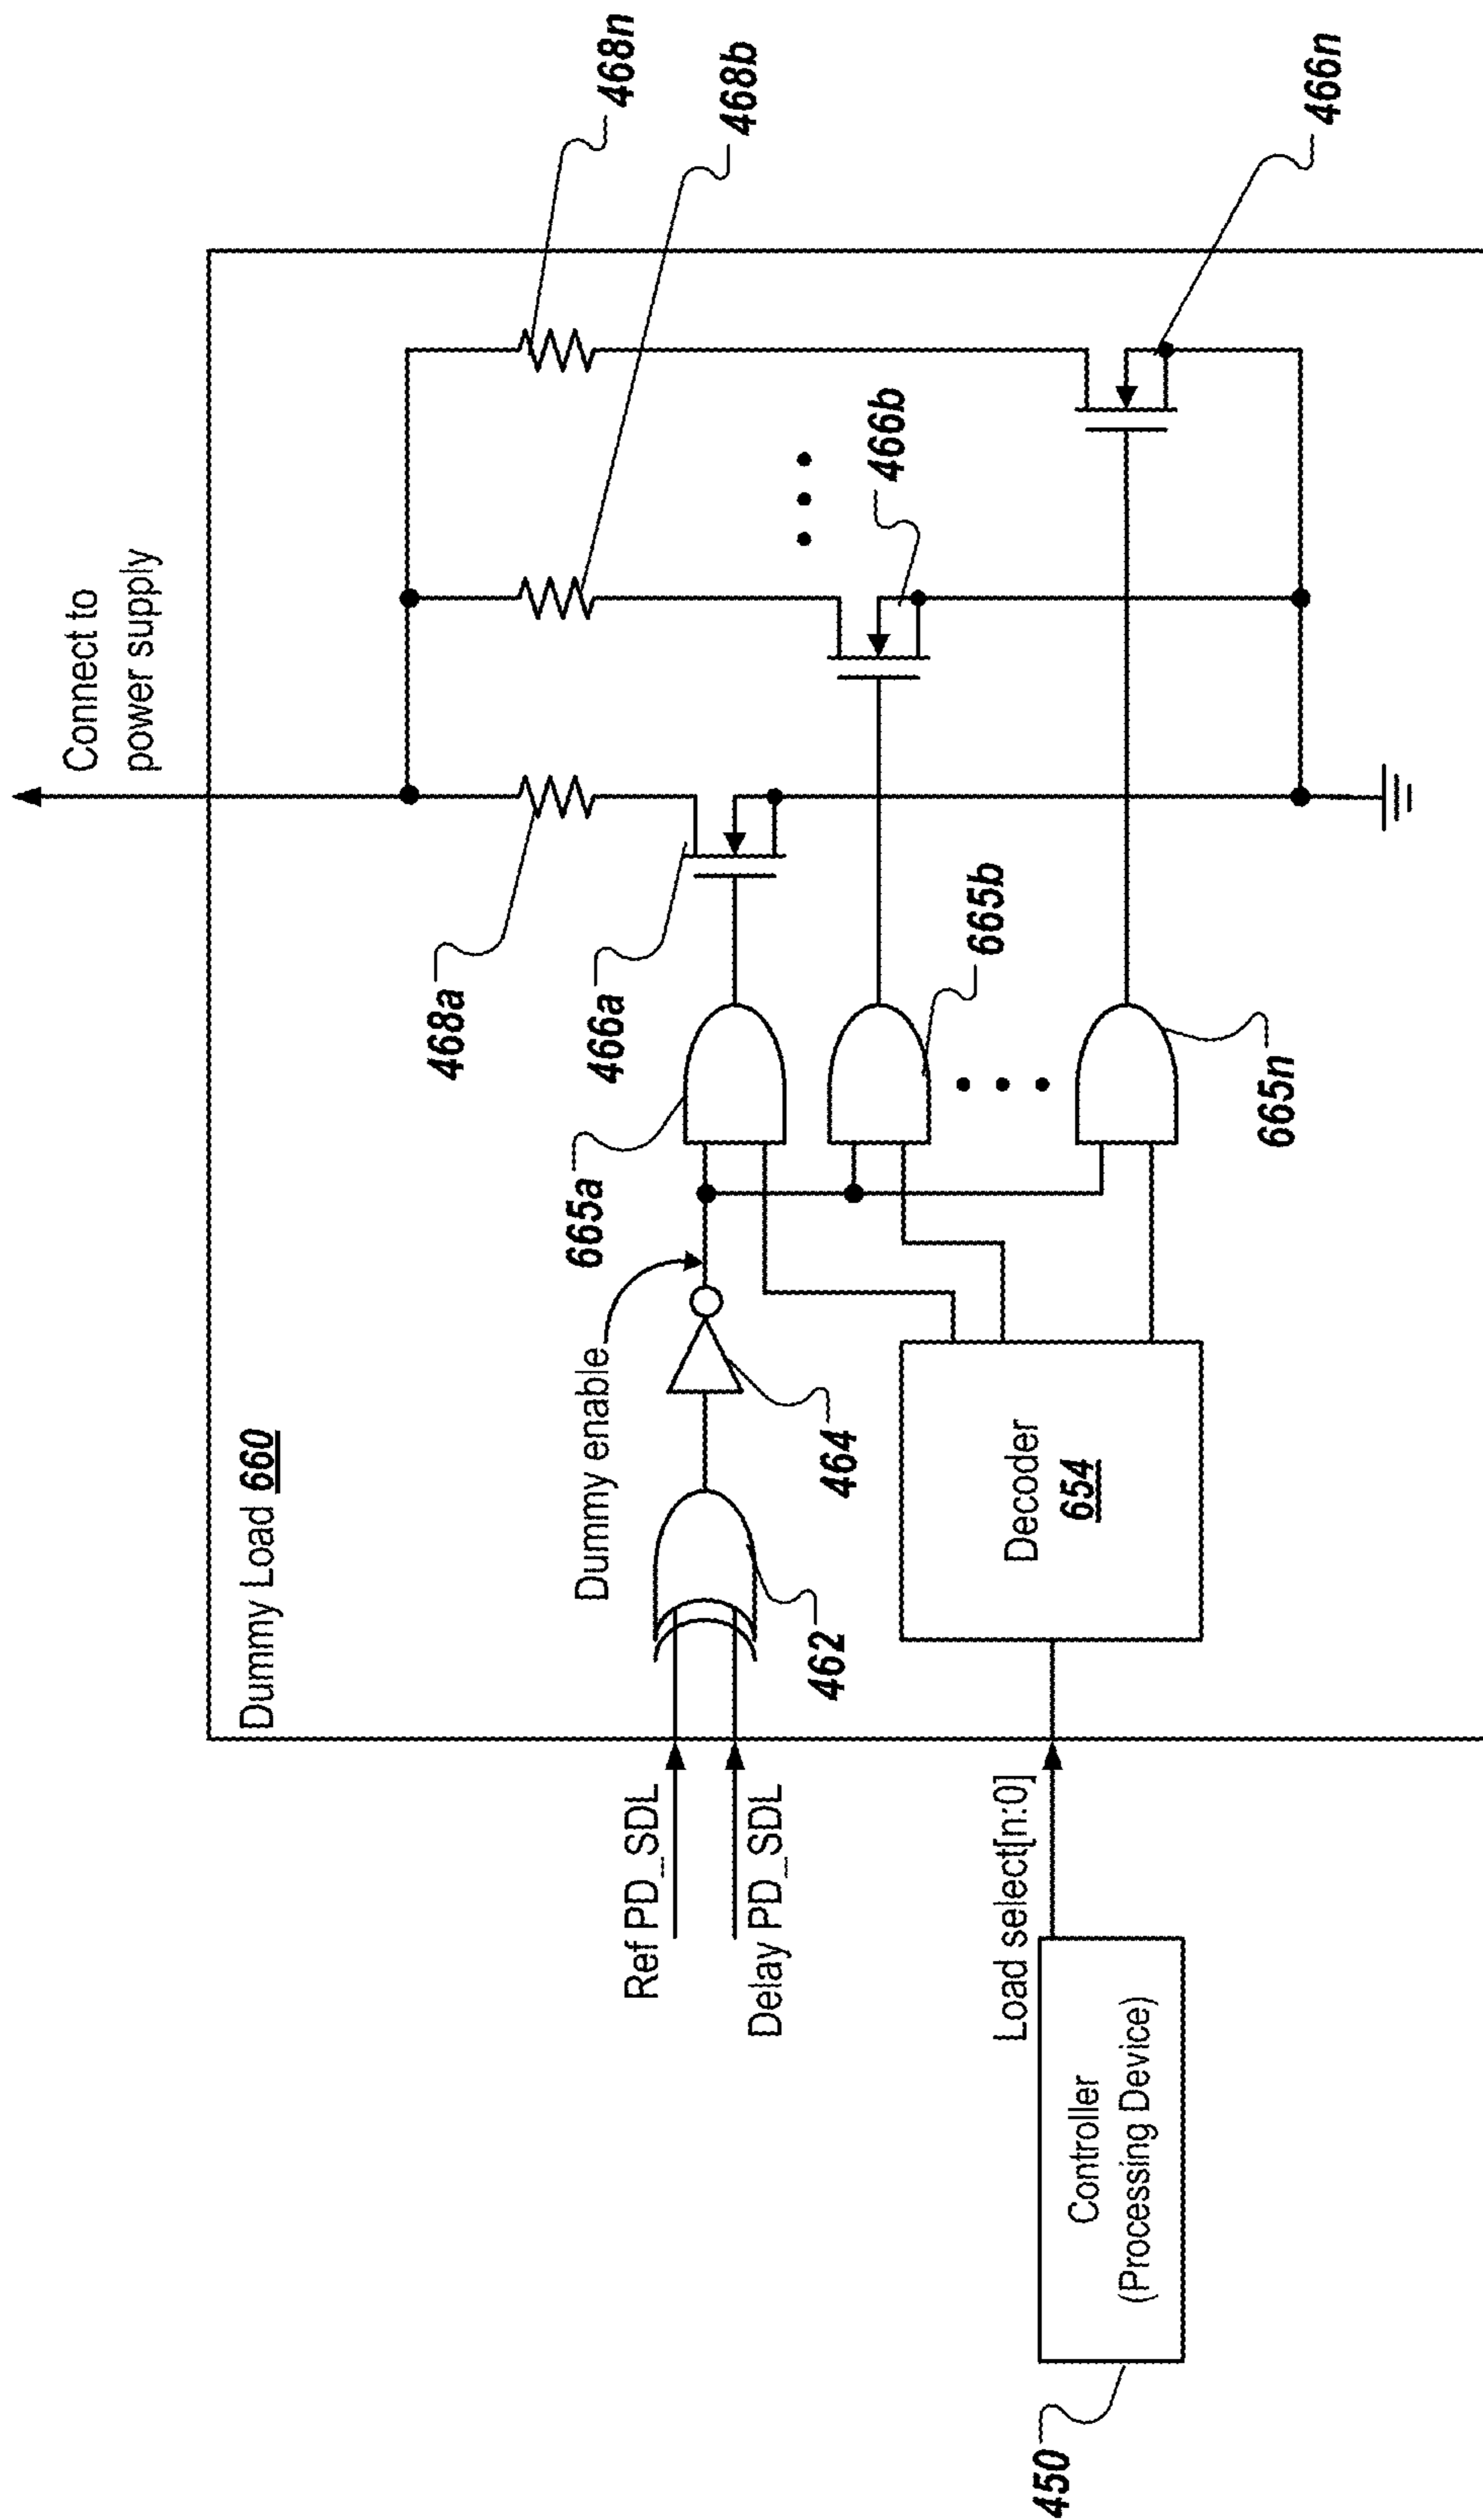 Connect to
power supply
468n
468b
Dummy Load 660
468a
466a
466b
466n
665a
665b
665n
Dummy enable
Ref PD_SDL
Delay PD_SDL
462
464
Load select[n:0]
Decoder
654
Controller
(Processing Device)
450